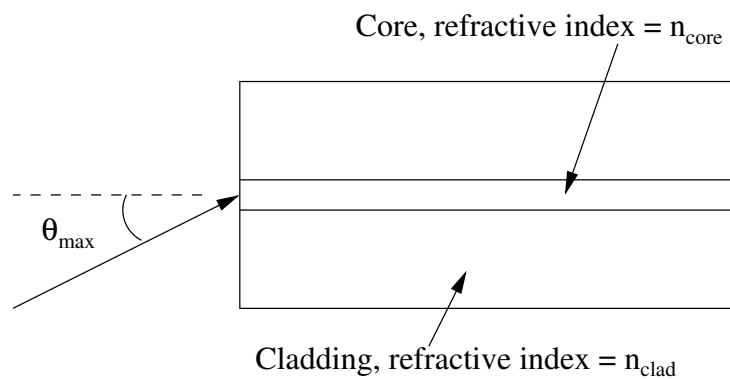 Core, refractive index = n_core
θ_max
Cladding, refractive index = n_clad